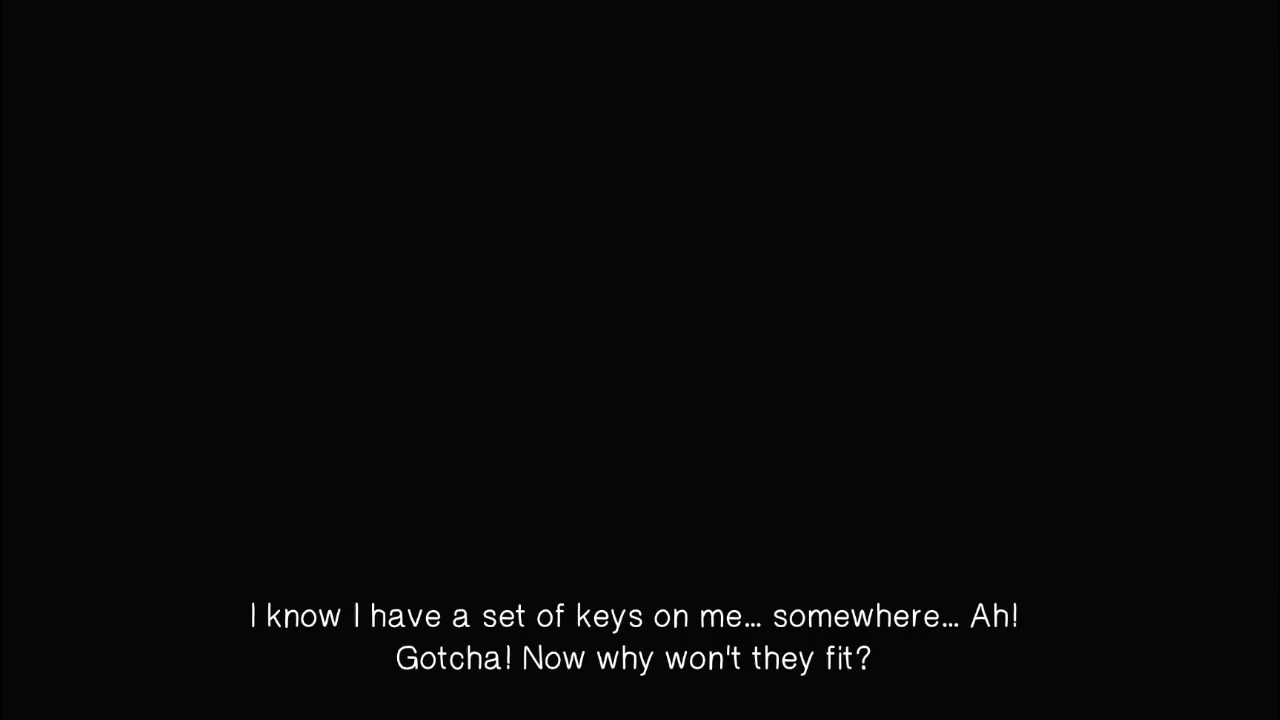 I know I have a set of keys on me... somewhere... Ah!
Gotcha! Now why won't they fit?